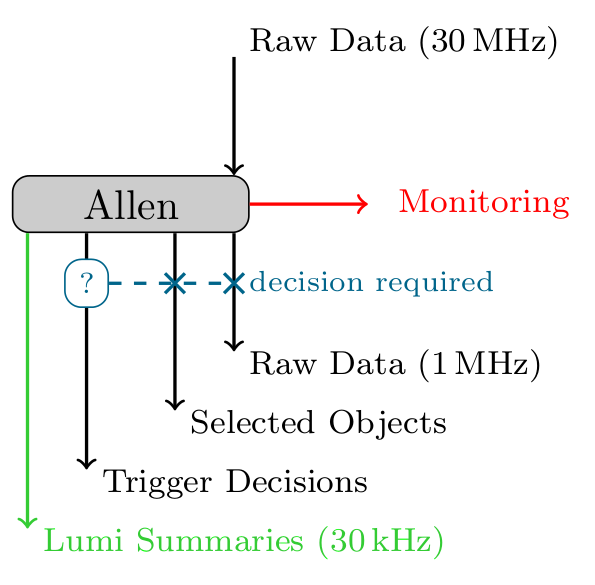 Raw Data (30 MHz)
Allen
Monitoring
?
decision required
Raw Data (1 MHz)
Selected Objects
Trigger Decisions
Lumi Summaries (30 kHz)